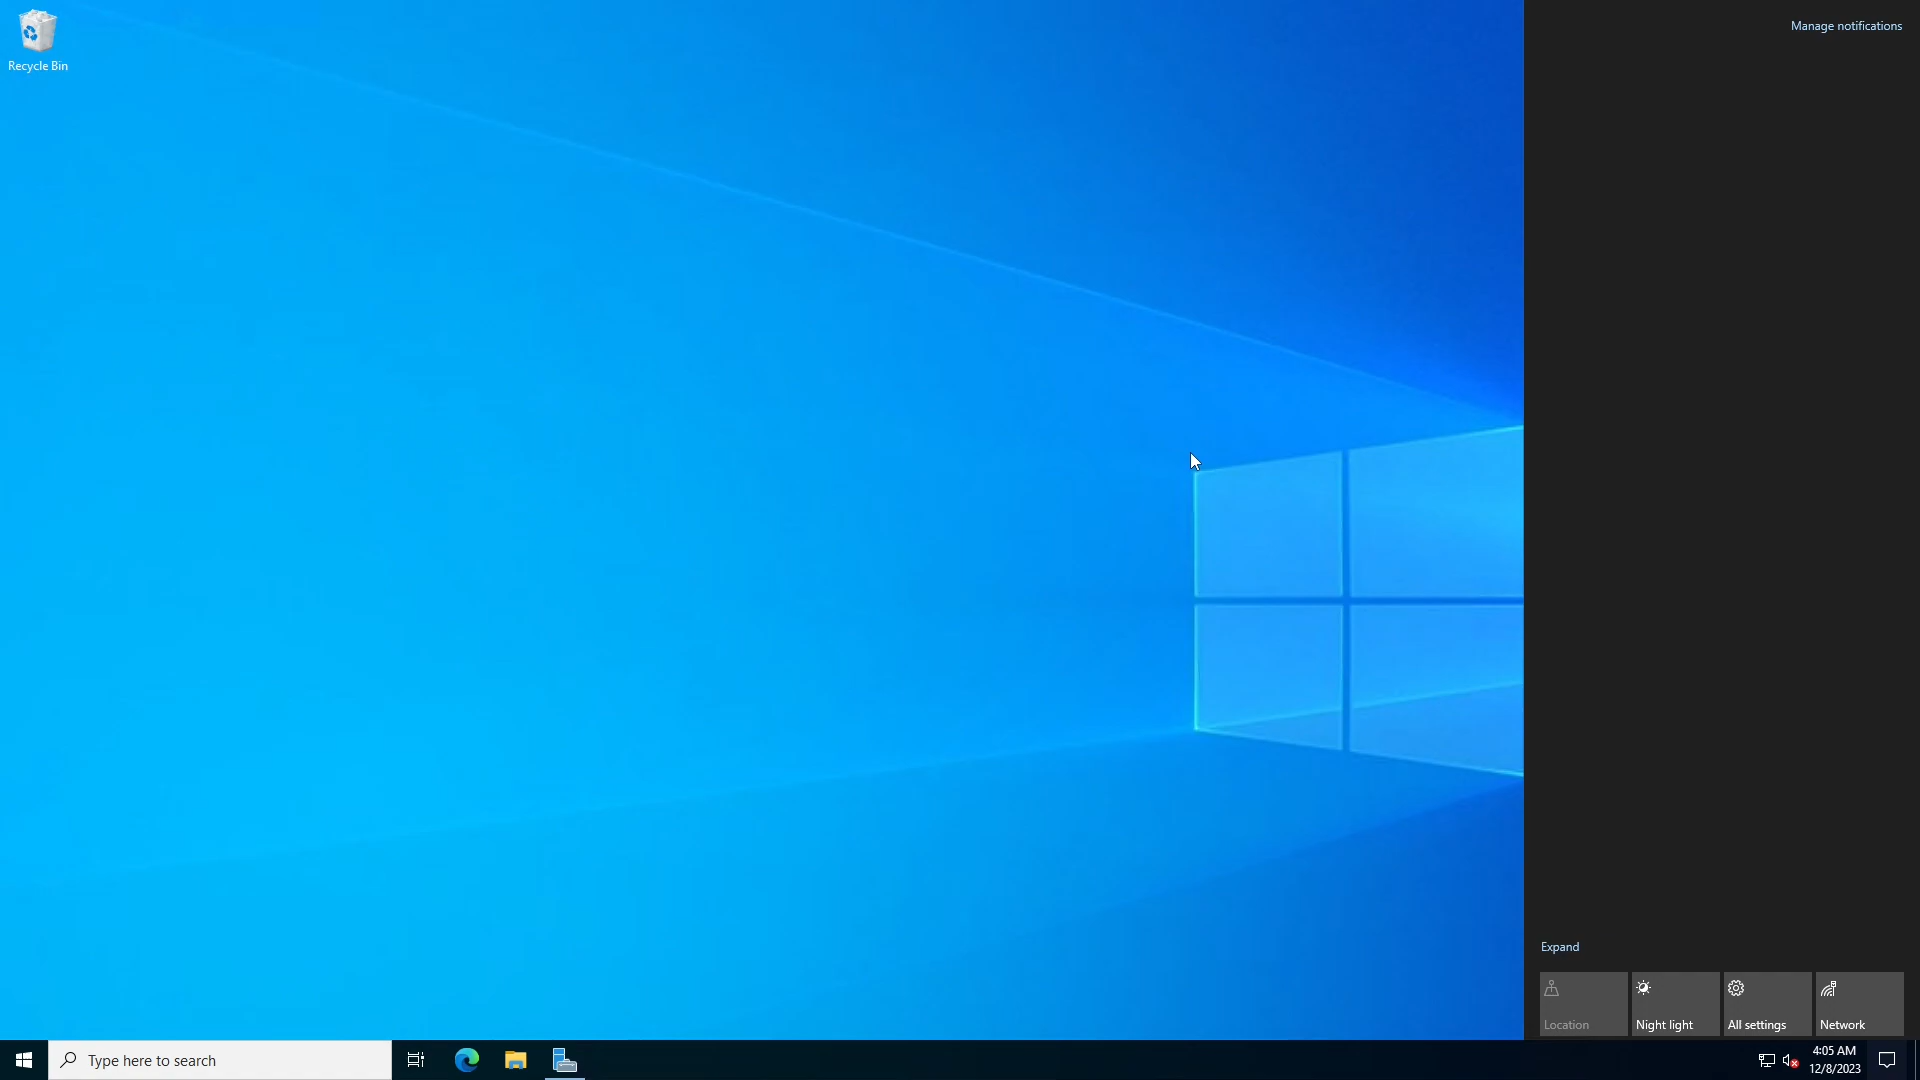 Recycle Bin
Manage notifications
Expand
Location
Night light
All settings
Network
Type here to search
4:05 AM
12/8/2023